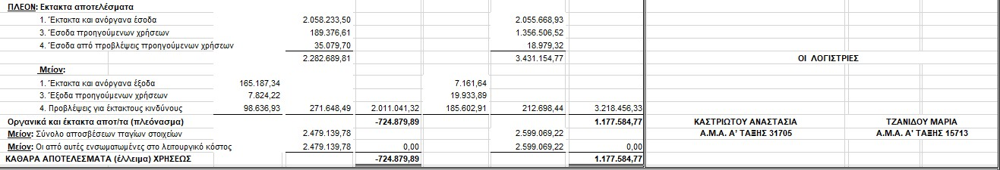 ΠΛΕΟΝ: Εκτακτα αποτελέσματα
1. Έκτακτα και ανόργανα έσοδα 2.058.233,50 2.055.668,93
3. Έσοδα προηγούμενων χρήσεων 189.376,61 1.356.506,52
4. Έσοδα από προβλέψεις προηγούμενων χρήσεων 35.079,70 18.979,32
2.282.689,81 3.431.154,77 ΟΙ ΛΟΓΙΣΤΡΙΕΣ
Μείον:
1. Έκτακτα και ανόργανα έξοδα 165.187,34 7.161,64
3. Έξοδα προηγούμενων χρήσεων 7.824,22 19.933,89
4. Προβλέψεις για έκτακτους κινδύνους 98.636,93 271.648,49 2.011.041,32 185.602,91 212.698,44 3.218.456,33
Οργανικά και έκτακτα αποτ/τα (πλεόνασμα) -724.879,89 1.177.584,77 ΚΑΣΤΡΙΩΤΟΥ ΑΝΑΣΤΑΣΙΑ ΤΖΑΝΙΔΟΥ ΜΑΡΙΑ
Μείον: Σύνολο αποσβέσεων παγίων στοιχείων 2.479.139,78 2.599.069,22 Α.Μ.Α. Α' ΤΑΞΗΣ 31705 Α.Μ.Α. Α' ΤΑΞΗΣ 15713
Μείον: Οι από αυτές ενσωματωμένες στο λειτουργικό κόστος 2.479.139,78 0,00 2.599.069,22 0,00
ΚΑΘΑΡΑ ΑΠΟΤΕΛΕΣΜΑΤΑ (έλλειμα) ΧΡΗΣΕΩΣ -724.879,89 1.177.584,77